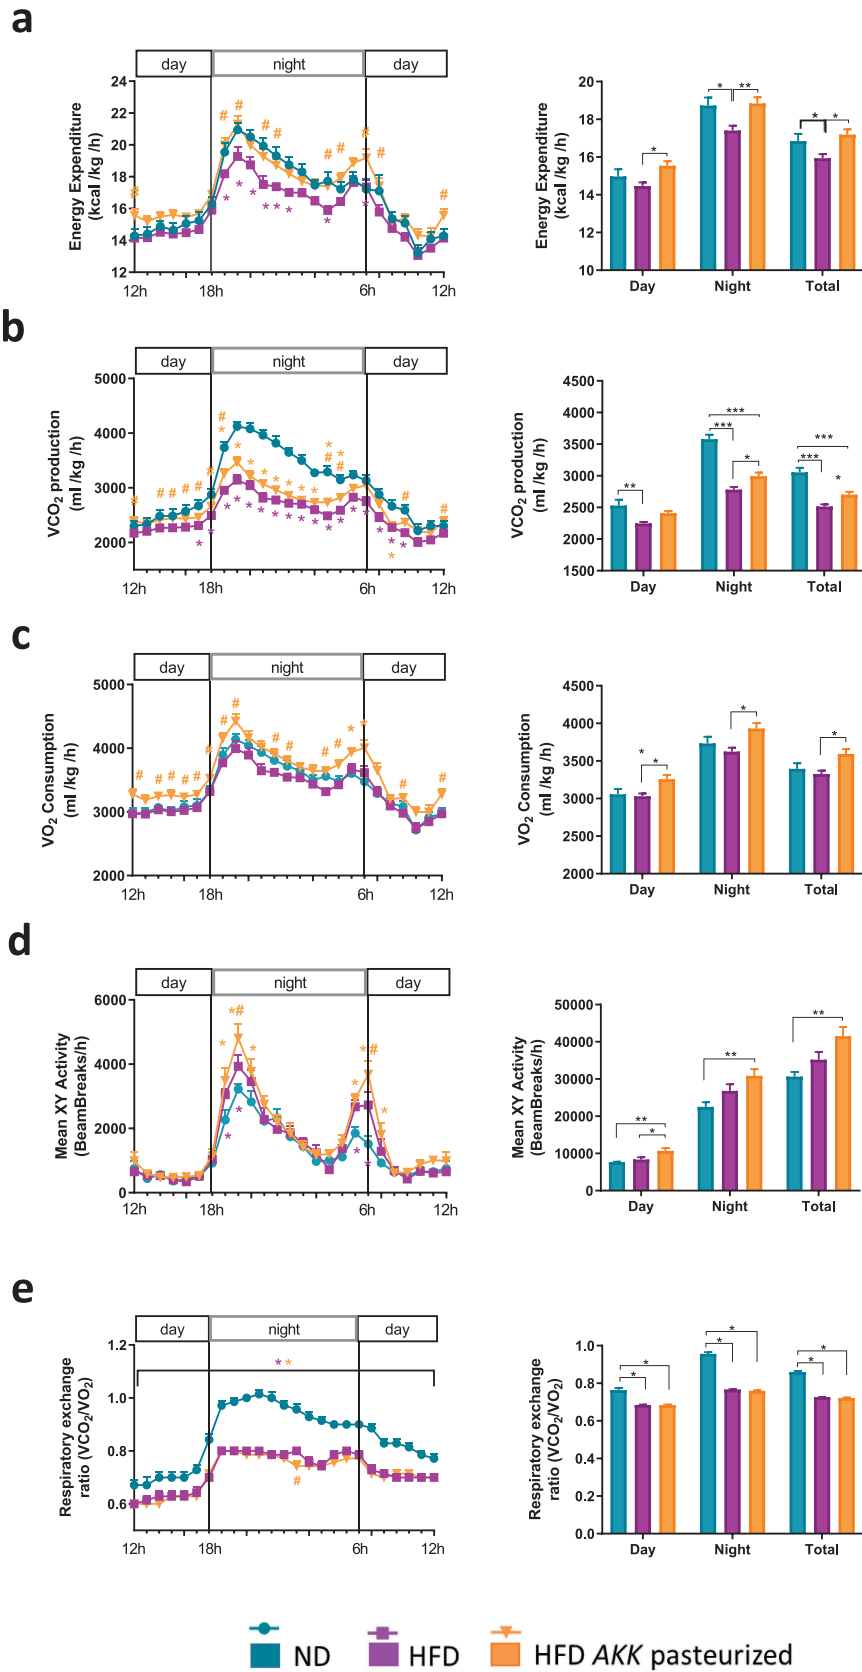 a
day night day
Energy Expenditure
(kcal /kg /h)
24
22
20
18
16
14
12
12h 18h 6h 12h
# # # # # # # # # #
* * * * * * * *
Energy Expenditure
(kcal /kg /h)
20
18
16
14
12
10
* * ** * *
Day Night Total
b
day night day
VCO2 production
(ml /kg /h)
5000
4000
3000
2000
12h 18h 6h 12h
VCO2 production
(ml /kg /h)
4500
4000
3500
3000
2500
2000
1500
** *** *** * *** *** *
Day Night Total
c
day night day
VO2 Consumption
(ml /kg /h)
5000
4000
3000
2000
12h 18h 6h 12h
VO2 Consumption
(ml /kg /h)
4500
4000
3500
3000
2500
2000
* * * *
Day Night Total
d
day night day
Mean XY Activity
(BeamBreaks/h)
6000
4000
2000
0
12h 18h 6h 12h
Mean XY Activity
(BeamBreaks/h)
50000
40000
30000
20000
10000
0
** * ** **
Day Night Total
e
day night day
Respiratory exchange
ratio (VCO2/VO2)
1.2
1.0
0.8
0.6
* *
#
12h 18h 6h 12h
Respiratory exchange
ratio (VCO2/VO2)
1.0
0.8
0.6
0.4
0.2
0.0
* * * * * *
Day Night Total
ND HFD HFD AKK pasteurized